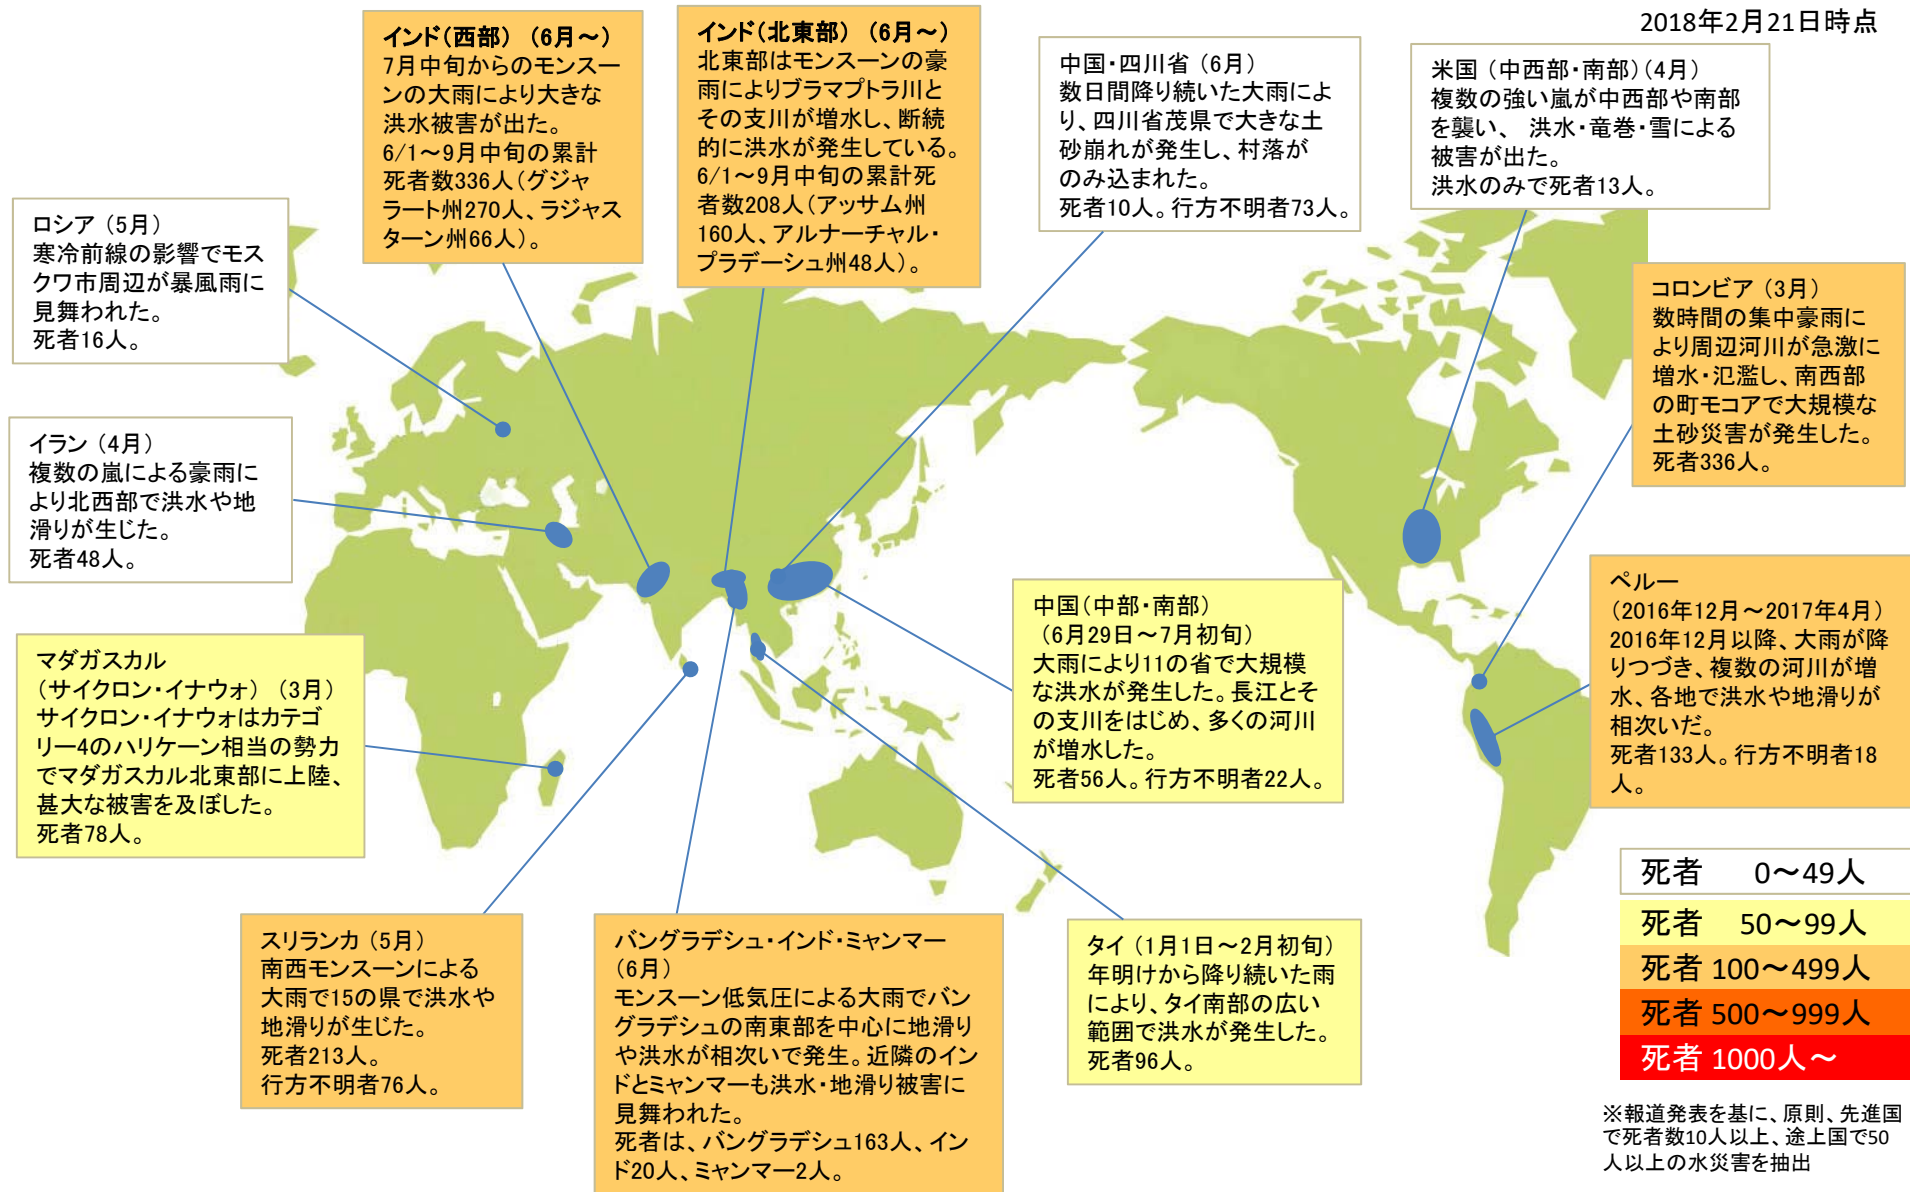 2018年2月21日時点
インド(西部) (6月～)
7月中旬からのモンスー
ンの大雨により大きな
洪水被害が出た。
6/1～9月中旬の累計
死者数336人(グジャ
ラート州270人、ラジャス
ターン州66人)。
インド(北東部) (6月～)
北東部はモンスーンの豪
雨によりブラマプトラ川と
その支川が増水し、断続
的に洪水が発生している。
6/1～9月中旬の累計死
者数208人(アッサム州
160人、アルナーチャル・
プラデーシュ州48人)。
中国・四川省 (6月)
数日間降り続いた大雨によ
り、四川省茂県で大きな土
砂崩れが発生し、村落が
のみ込まれた。
死者10人。行方不明者73人。
米国 (中西部・南部)(4月)
複数の強い嵐が中西部や南部
を襲い、 洪水・竜巻・雪による
被害が出た。
洪水のみで死者13人。
ロシア (5月)
寒冷前線の影響でモス
クワ市周辺が暴風雨に
見舞われた。
死者16人。
コロンビア (3月)
数時間の集中豪雨に
より周辺河川が急激に
増水・氾濫し、南西部
の町モコアで大規模な
土砂災害が発生した。
死者336人。
イラン (4月)
複数の嵐による豪雨に
より北西部で洪水や地
滑りが生じた。
死者48人。
ペルー
(2016年12月～2017年4月)
2016年12月以降、大雨が降
りつづき、複数の河川が増
水、各地で洪水や地滑りが
相次いだ。
死者133人。行方不明者18
人。
中国(中部・南部)
(6月29日～7月初旬)
大雨により11の省で大規模
な洪水が発生した。長江とそ
の支川をはじめ、多くの河川
が増水した。
死者56人。行方不明者22人。
マダガスカル
(サイクロン・イナウォ) (3月)
サイクロン・イナウォはカテゴ
リー4のハリケーン相当の勢力
でマダガスカル北東部に上陸、
甚大な被害を及ぼした。
死者78人。
スリランカ (5月)
南西モンスーンによる
大雨で15の県で洪水や
地滑りが生じた。
死者213人。
行方不明者76人。
バングラデシュ・インド・ミャンマー
(6月)
モンスーン低気圧による大雨でバン
グラデシュの南東部を中心に地滑り
や洪水が相次いで発生。近隣のイン
ドとミャンマーも洪水・地滑り被害に
見舞われた。
死者は、バングラデシュ163人、イン
ド20人、ミャンマー2人。
タイ (1月1日～2月初旬)
年明けから降り続いた雨
により、タイ南部の広い
範囲で洪水が発生した。
死者96人。
死者 0～49人
死者 50～99人
死者 100～499人
死者 500～999人
死者 1000人～
※報道発表を基に、原則、先進国
で死者数10人以上、途上国で50
人以上の水災害を抽出